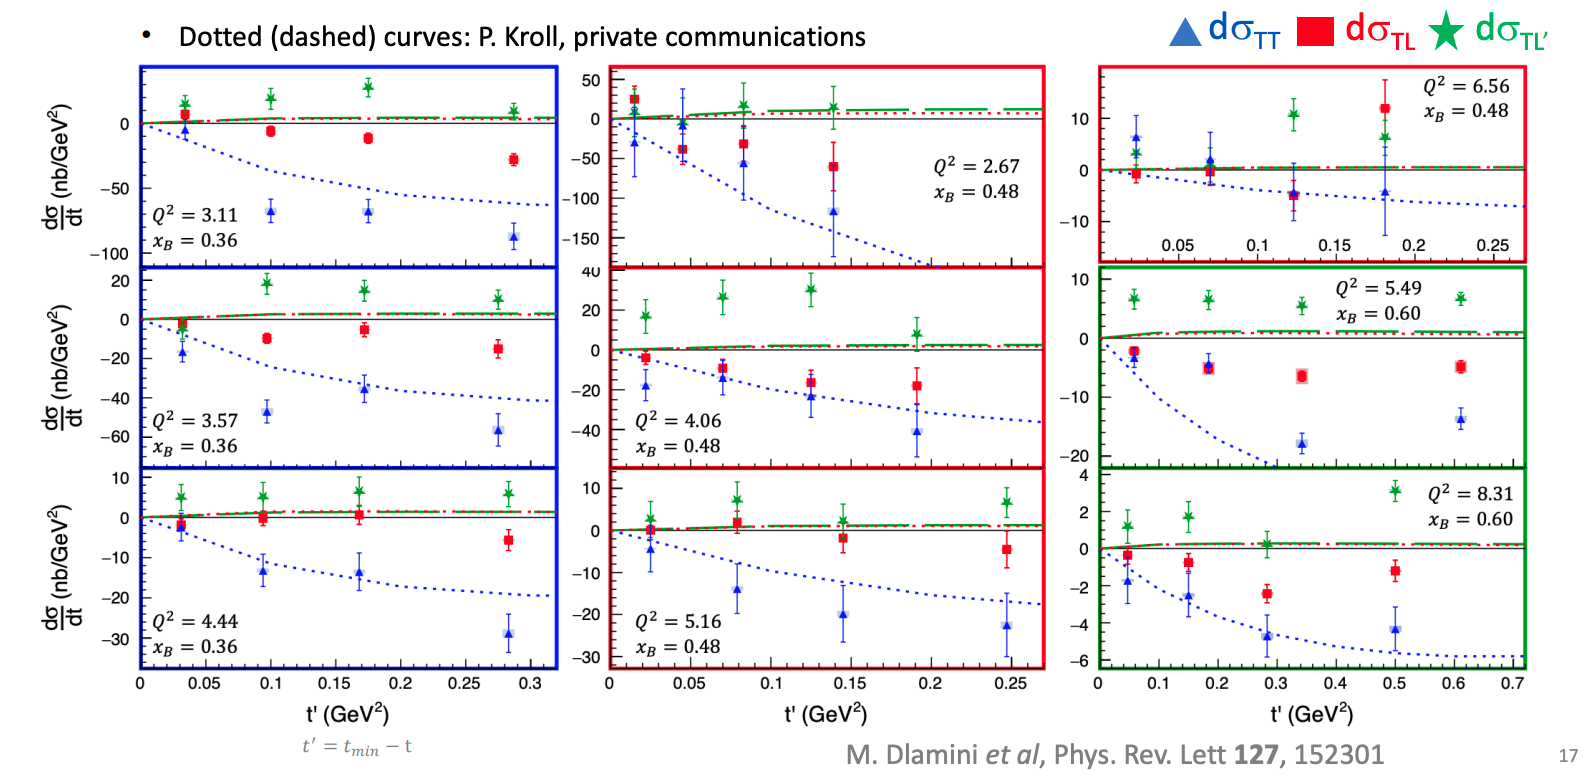 • Dotted (dashed) curves: P. Kroll, private communications
dσTT dσTL dσTL′
dσ/dt (nb/GeV²)
0
−50
−100
Q² = 3.11
xB = 0.36
50
0
−50
−100
−150
Q² = 2.67
xB = 0.48
10
0
−10
Q² = 6.56
xB = 0.48
0.05 0.1 0.15 0.2 0.25
dσ/dt (nb/GeV²)
20
0
−20
−40
−60
Q² = 3.57
xB = 0.36
40
20
0
−20
−40
Q² = 4.06
xB = 0.48
10
0
−10
−20
Q² = 5.49
xB = 0.60
dσ/dt (nb/GeV²)
10
0
−10
−20
−30
Q² = 4.44
xB = 0.36
10
0
−10
−20
−30
Q² = 5.16
xB = 0.48
4
2
0
−2
−4
−6
Q² = 8.31
xB = 0.60
0 0.05 0.1 0.15 0.2 0.25 0.3
0 0.05 0.1 0.15 0.2 0.25
0 0.1 0.2 0.3 0.4 0.5 0.6 0.7
t' (GeV²)
t' (GeV²)
t' (GeV²)
t′ = tmin − t
M. Dlamini et al, Phys. Rev. Lett 127, 152301
17